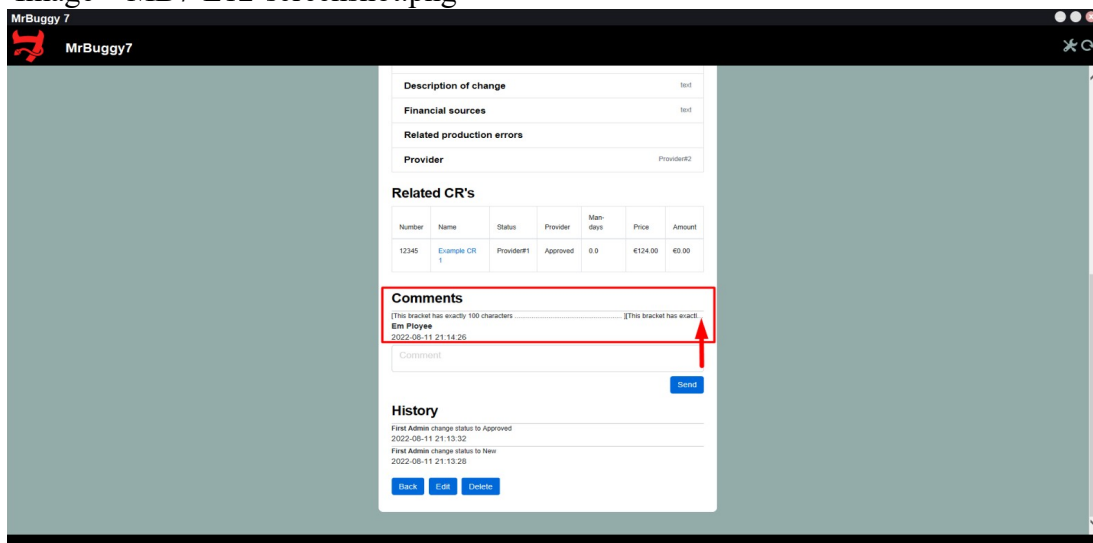 MrBuggy 7
MrBuggy7
Description of change text
Financial sources text
Related production errors
Provider Provider#2
Related CR's
Number Name Status Provider Man-days Price Amount
12345 Example CR 1 Provider#1 Approved 0.0 €124.00 €0.00
Comments
[This bracket has exactly 100 characters ............................................................ ][This bracket has exactl...
Em Ployee
2022-08-11 21:14:26
Comment
Send
History
First Admin change status to Approved
2022-08-11 21:13:32
First Admin change status to New
2022-08-11 21:13:28
Back Edit Delete